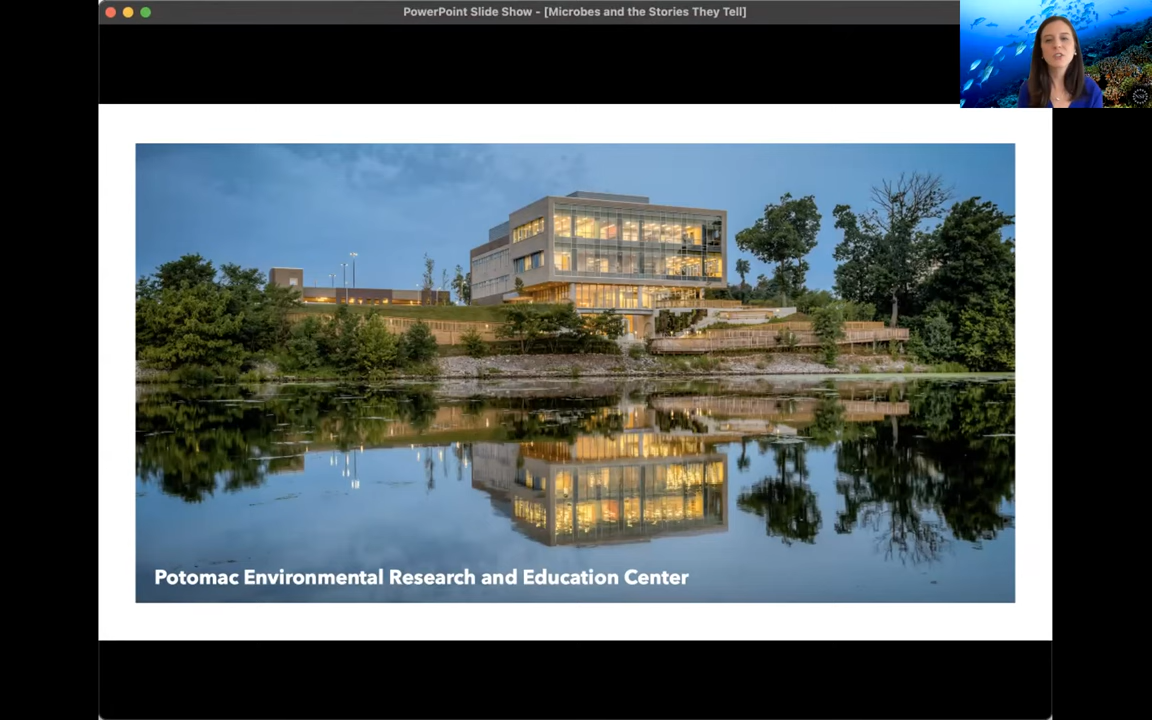 PowerPoint Slide Show - [Microbes and the Stories They Tell]
Potomac Environmental Research and Education Center